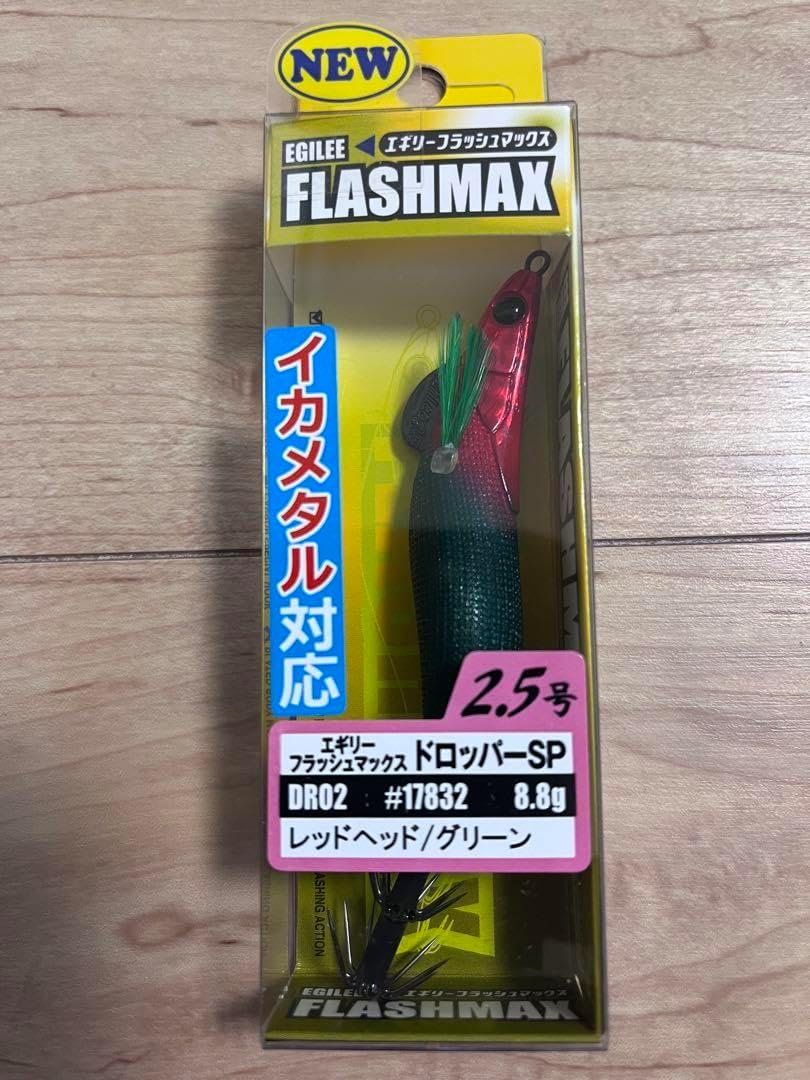 NEW
EGILEE エギリーフラッシュマックス
FLASHMAX
イカメタル対応
2.5号
エギリー
フラッシュマックス ドロッパーSP
DR02 #17832 8.8g
レッドヘッド/グリーン
ASHING ACTION
EGILEE エギリーフラッシュマックス
FLASHMAX